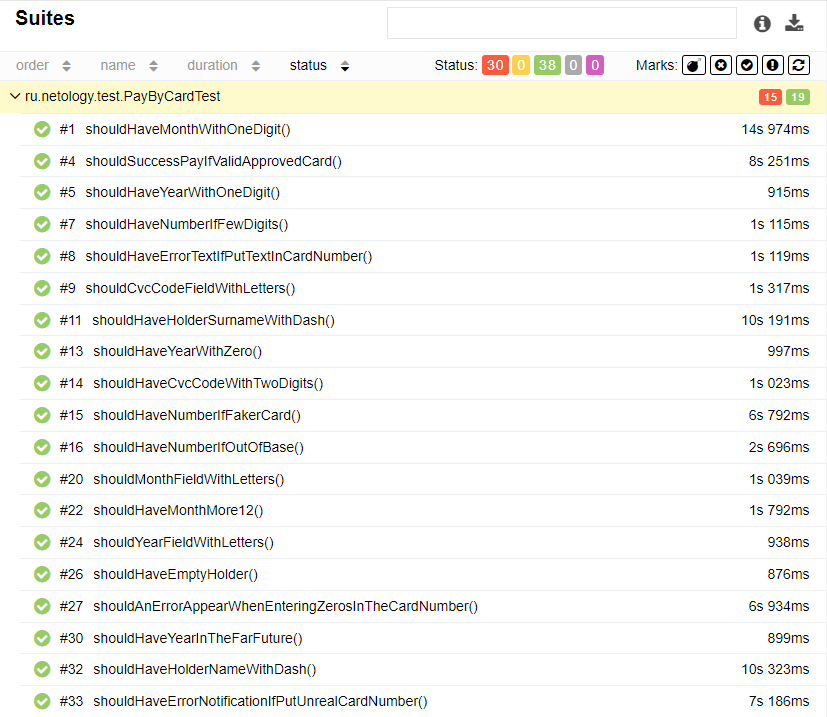 Suites
order name duration status Status: 30 0 38 0 0 Marks:
ru.netology.test.PayByCardTest 15 19
#1 shouldHaveMonthWithOneDigit() 14s 974ms
#4 shouldSuccessPayIfValidApprovedCard() 8s 251ms
#5 shouldHaveYearWithOneDigit() 915ms
#7 shouldHaveNumberIfFewDigits() 1s 115ms
#8 shouldHaveErrorTextIfPutTextInCardNumber() 1s 119ms
#9 shouldCvcCodeFieldWithLetters() 1s 317ms
#11 shouldHaveHolderSurnameWithDash() 10s 191ms
#13 shouldHaveYearWithZero() 997ms
#14 shouldHaveCvcCodeWithTwoDigits() 1s 023ms
#15 shouldHaveNumberIfFakerCard() 6s 792ms
#16 shouldHaveNumberIfOutOfBase() 2s 696ms
#20 shouldMonthFieldWithLetters() 1s 039ms
#22 shouldHaveMonthMore12() 1s 792ms
#24 shouldYearFieldWithLetters() 938ms
#26 shouldHaveEmptyHolder() 876ms
#27 shouldAnErrorAppearWhenEnteringZerosInTheCardNumber() 6s 934ms
#30 shouldHaveYearInTheFarFuture() 899ms
#32 shouldHaveHolderNameWithDash() 10s 323ms
#33 shouldHaveErrorNotificationIfPutUnrealCardNumber() 7s 186ms